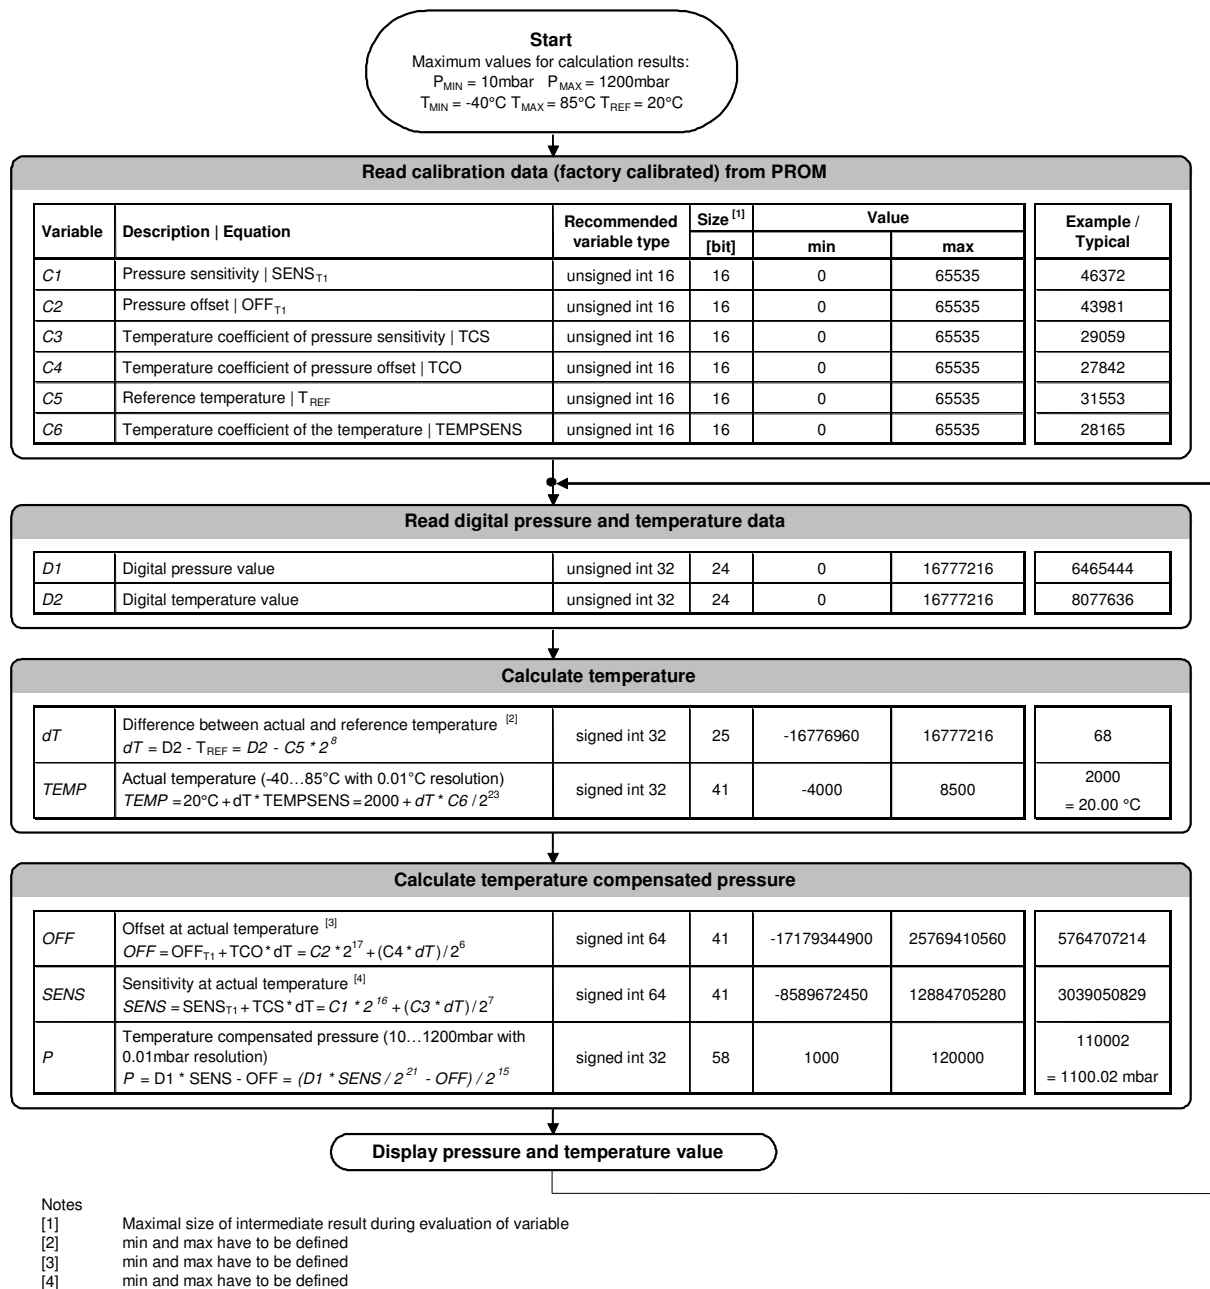 Start
Maximum values for calculation results:
P_MIN = 10mbar P_MAX = 1200mbar
T_MIN = -40°C T_MAX = 85°C T_REF = 20°C
Read calibration data (factory calibrated) from PROM
Variable Description | Equation Recommended variable type Size [1] [bit] Value min max Example / Typical
C1 Pressure sensitivity | SENS_T1 unsigned int 16 16 0 65535 46372
C2 Pressure offset | OFF_T1 unsigned int 16 16 0 65535 43981
C3 Temperature coefficient of pressure sensitivity | TCS unsigned int 16 16 0 65535 29059
C4 Temperature coefficient of pressure offset | TCO unsigned int 16 16 0 65535 27842
C5 Reference temperature | T_REF unsigned int 16 16 0 65535 31553
C6 Temperature coefficient of the temperature | TEMPSENS unsigned int 16 16 0 65535 28165
Read digital pressure and temperature data
D1 Digital pressure value unsigned int 32 24 0 16777216 6465444
D2 Digital temperature value unsigned int 32 24 0 16777216 8077636
Calculate temperature
Difference between actual and reference temperature [2]
dT dT = D2 - T_REF = D2 - C5 * 2^8 signed int 32 25 -16776960 16777216 68
Actual temperature (-40…85°C with 0.01°C resolution) 2000
TEMP TEMP = 20°C + dT * TEMPSENS = 2000 + dT * C6 / 2^23 signed int 32 41 -4000 8500 = 20.00 °C
Calculate temperature compensated pressure
Offset at actual temperature [3]
OFF OFF = OFF_T1 + TCO * dT = C2 * 2^17 + (C4 * dT) / 2^6 signed int 64 41 -17179344900 25769410560 5764707214
Sensitivity at actual temperature [4]
SENS SENS = SENS_T1 + TCS * dT = C1 * 2^16 + (C3 * dT) / 2^7 signed int 64 41 -8589672450 12884705280 3039050829
Temperature compensated pressure (10…1200mbar with 110002
P 0.01mbar resolution) signed int 32 58 1000 120000
P = D1 * SENS - OFF = (D1 * SENS / 2^21 - OFF) / 2^15 = 1100.02 mbar
Display pressure and temperature value
Notes
[1] Maximal size of intermediate result during evaluation of variable
[2] min and max have to be defined
[3] min and max have to be defined
[4] min and max have to be defined